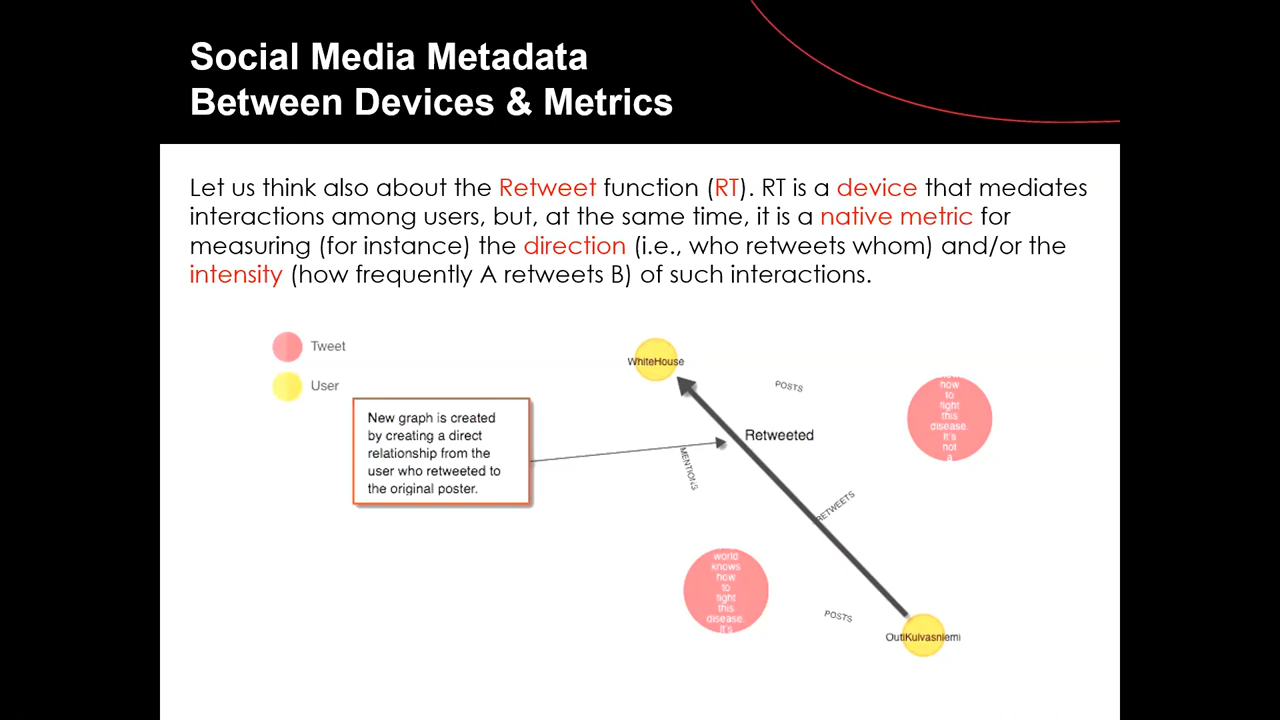 Social Media Metadata
Between Devices & Metrics
Let us think also about the Retweet function (RT). RT is a device that mediates
interactions among users, but, at the same time, it is a native metric for
measuring (for instance) the direction (i.e., who retweets whom) and/or the
intensity (how frequently A retweets B) of such interactions.
Tweet
User
New graph is created
by creating a direct
relationship from the
user who retweeted to
the original poster.
WhiteHouse
POSTS
how
to
fight
this
disease.
It's
not
a
Retweeted
MENTIONS
RETWEETS
world
knows
how
to
fight
this
disease.
It's
POSTS
OutiKuivasniemi